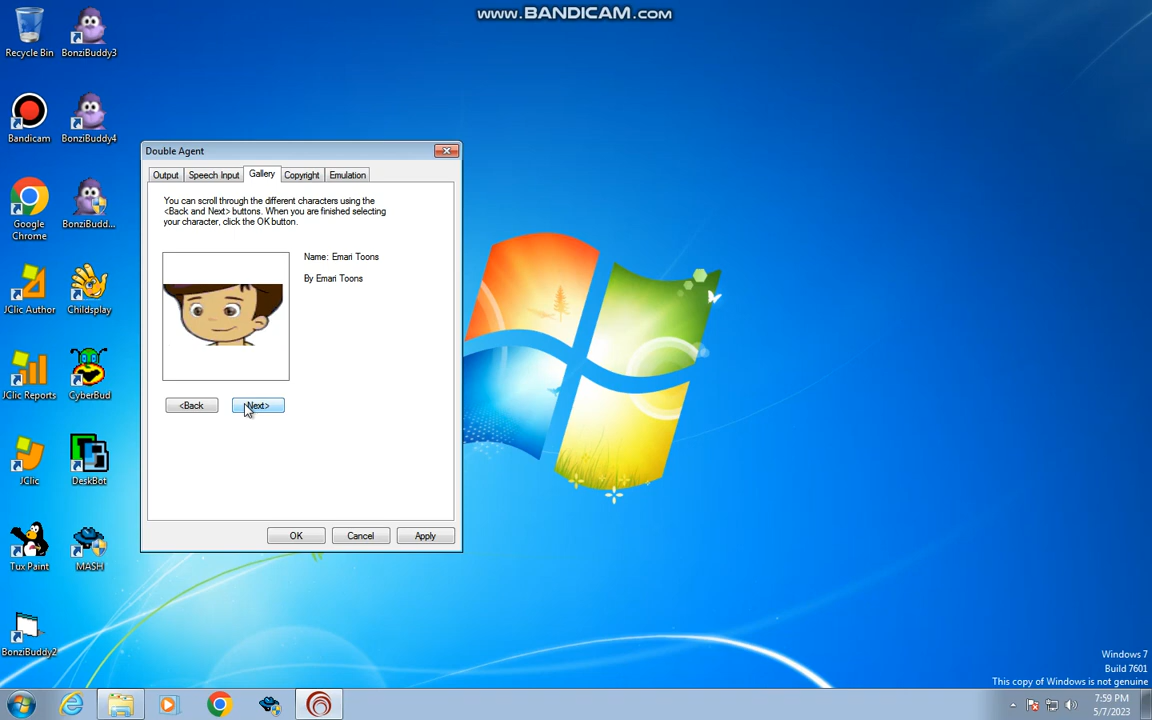 www.BANDICAM.com
Recycle Bin
BonziBuddy3
Bandicam
BonziBuddy4
Google
Chrome
BonziBudd...
JClic Author
Childsplay
JClic Reports
CyberBud
JClic
DeskBot
Tux Paint
MASH
BonziBuddy2
Double Agent
Output
Speech Input
Gallery
Copyright
Emulation
You can scroll through the different characters using the
<Back and Next> buttons. When you are finished selecting
your character, click the OK button.
Name: Emari Toons
By Emari Toons
<Back
Next>
OK
Cancel
Apply
Windows 7
Build 7601
This copy of Windows is not genuine
7:59 PM
5/7/2023